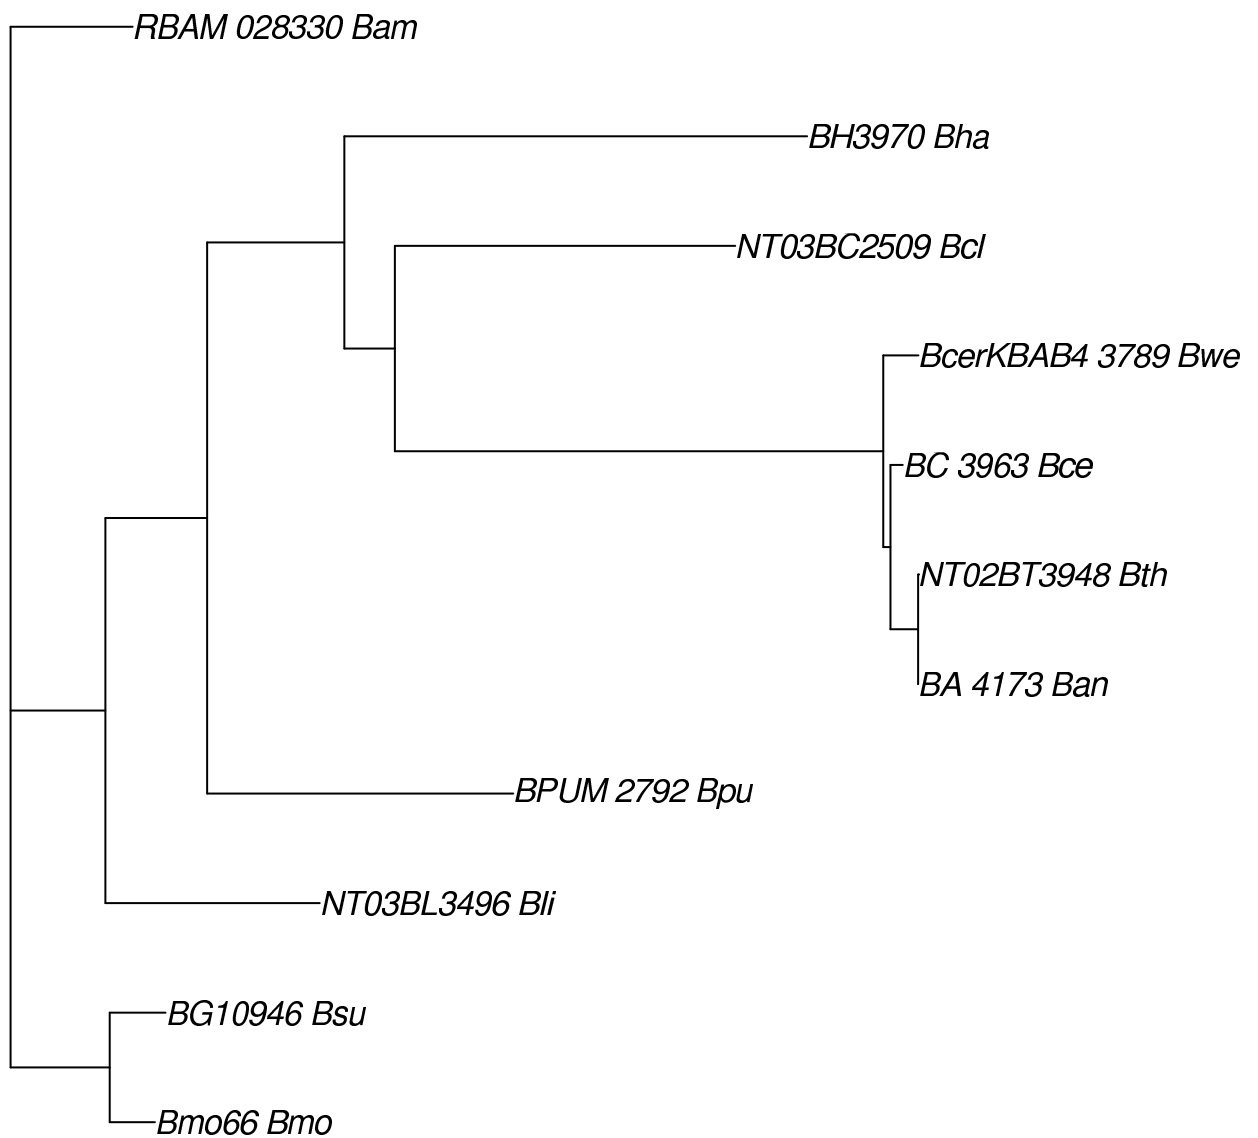 RBAM 028330 Bam
BH3970 Bha
NT03BC2509 Bcl
BcerKBAB4 3789 Bwe
BC 3963 Bce
NT02BT3948 Bth
BA 4173 Ban
BPUM 2792 Bpu
NT03BL3496 Bli
BG10946 Bsu
Bmo66 Bmo